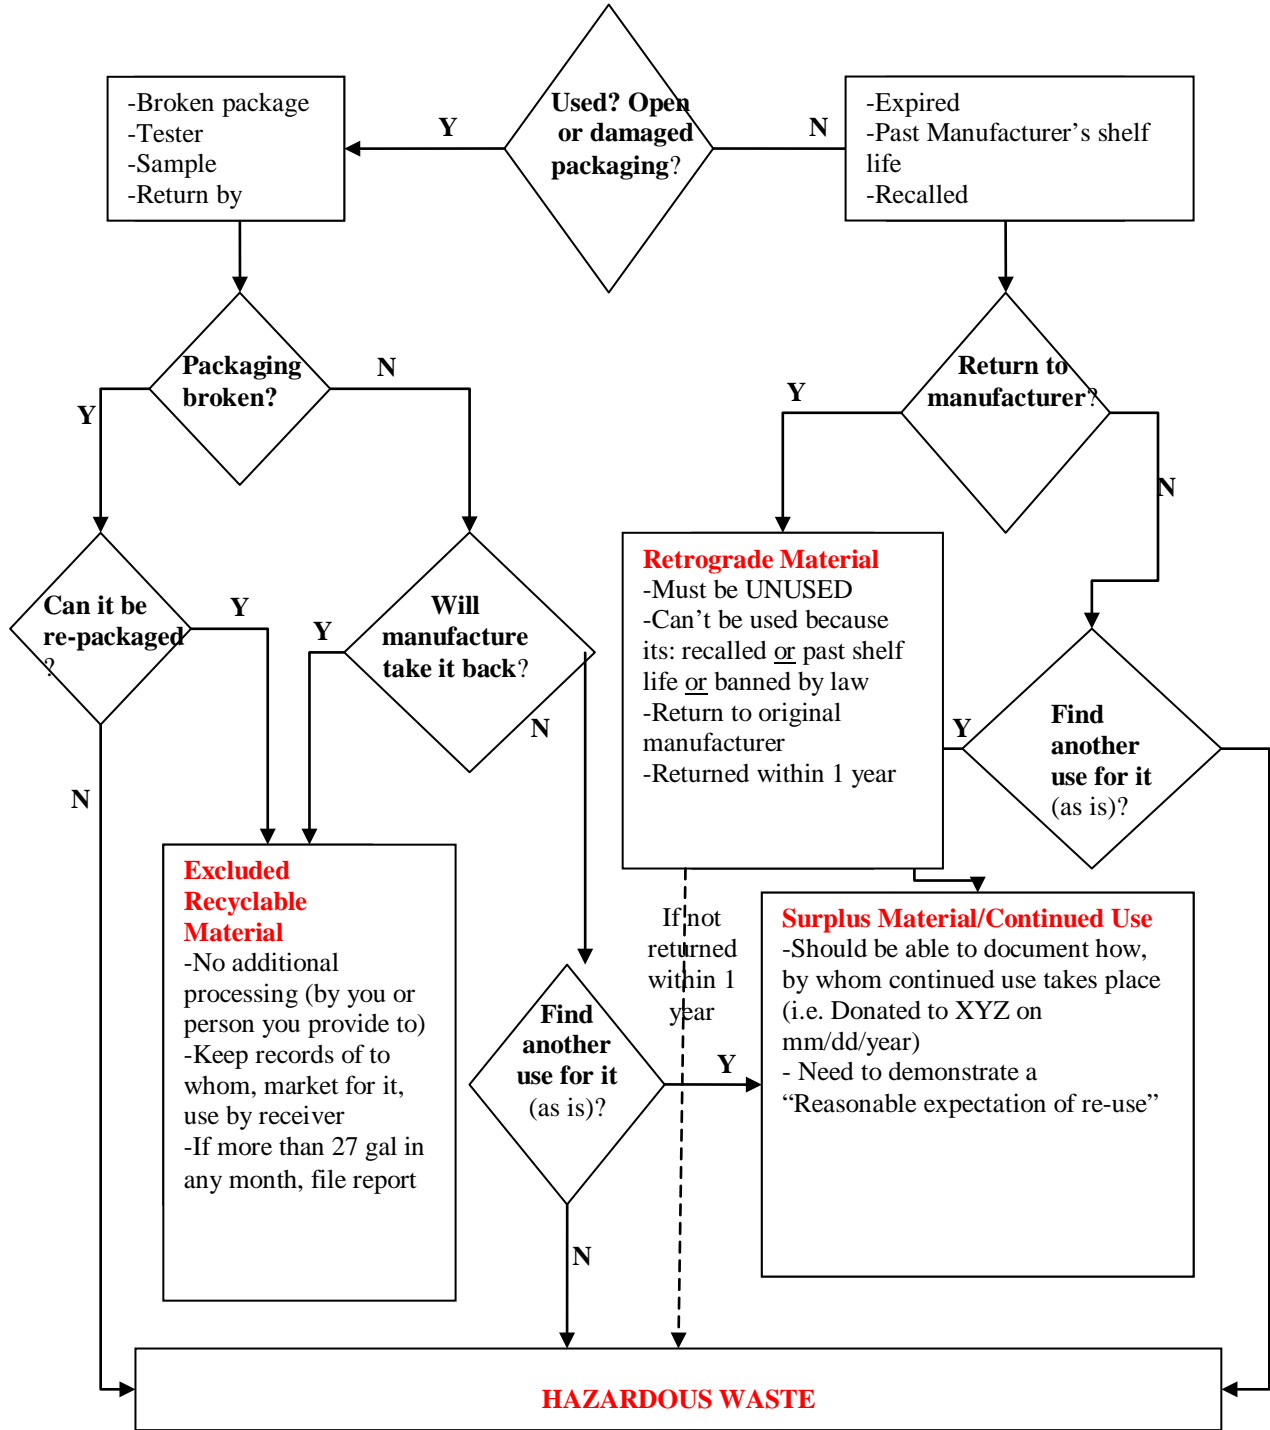 Used? Open
or damaged
packaging?
Y
N
-Broken package
-Tester
-Sample
-Return by
-Expired
-Past Manufacturer’s shelf
life
-Recalled
Packaging
broken?
N
Y
Return to
manufacturer?
Y
N
Can it be
re-packaged
?
Y
N
Will
manufacture
take it back?
Y
N
Retrograde Material
-Must be UNUSED
-Can’t be used because
its: recalled or past shelf
life or banned by law
-Return to original
manufacturer
-Returned within 1 year
Find
another
use for it
(as is)?
Y
Excluded
Recyclable
Material
-No additional
processing (by you or
person you provide to)
-Keep records of to
whom, market for it,
use by receiver
-If more than 27 gal in
any month, file report
If not
returned
within 1
year
Find
another
use for it
(as is)?
Y
N
Surplus Material/Continued Use
-Should be able to document how,
by whom continued use takes place
(i.e. Donated to XYZ on
mm/dd/year)
- Need to demonstrate a
“Reasonable expectation of re-use”
HAZARDOUS WASTE